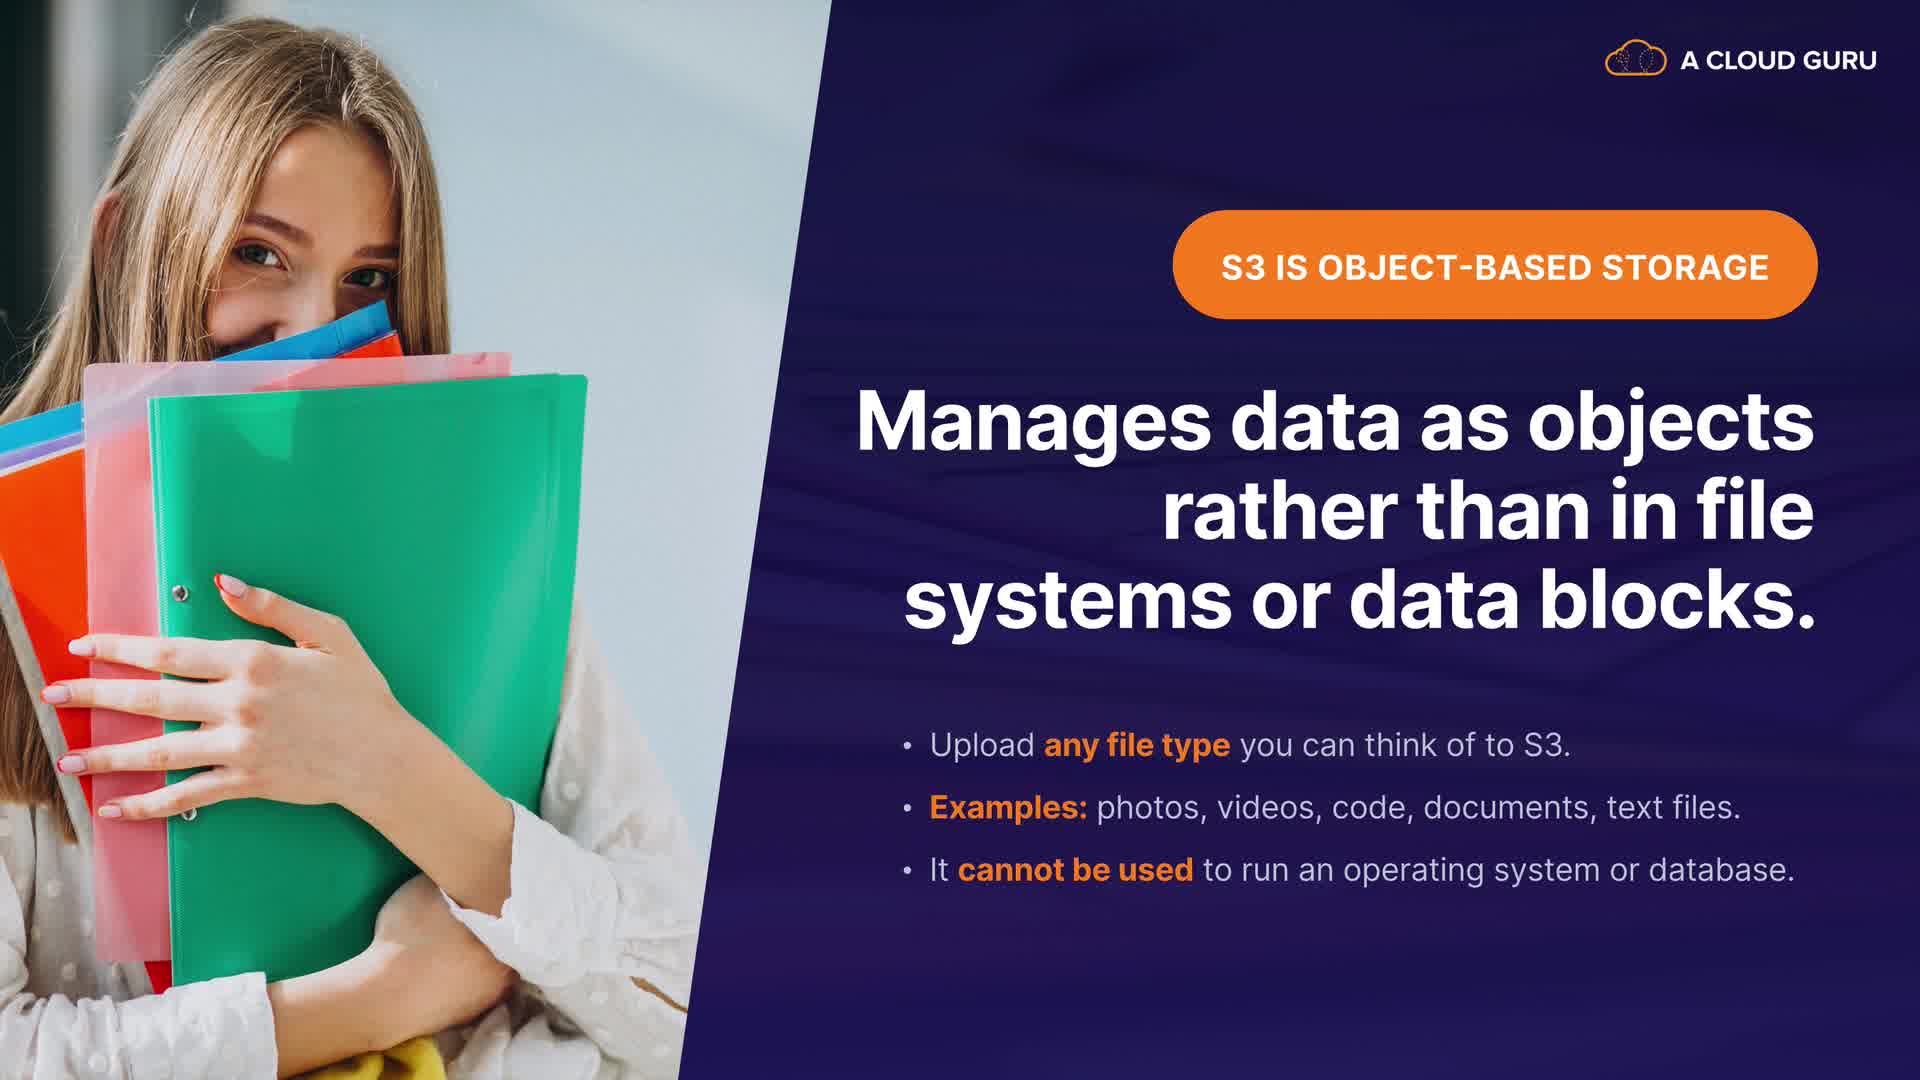 A CLOUD GURU
S3 IS OBJECT-BASED STORAGE
Manages data as objects
rather than in file
systems or data blocks.
• Upload any file type you can think of to S3.
• Examples: photos, videos, code, documents, text files.
• It cannot be used to run an operating system or database.